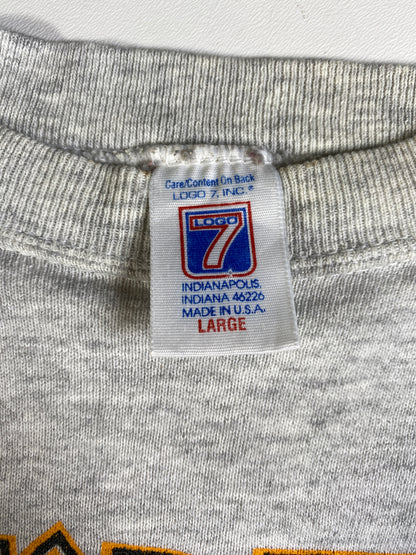 Care/Content On Back
LOGO 7, INC.®
LOGO
7
INDIANAPOLIS,
INDIANA 46226
MADE IN U.S.A.
LARGE